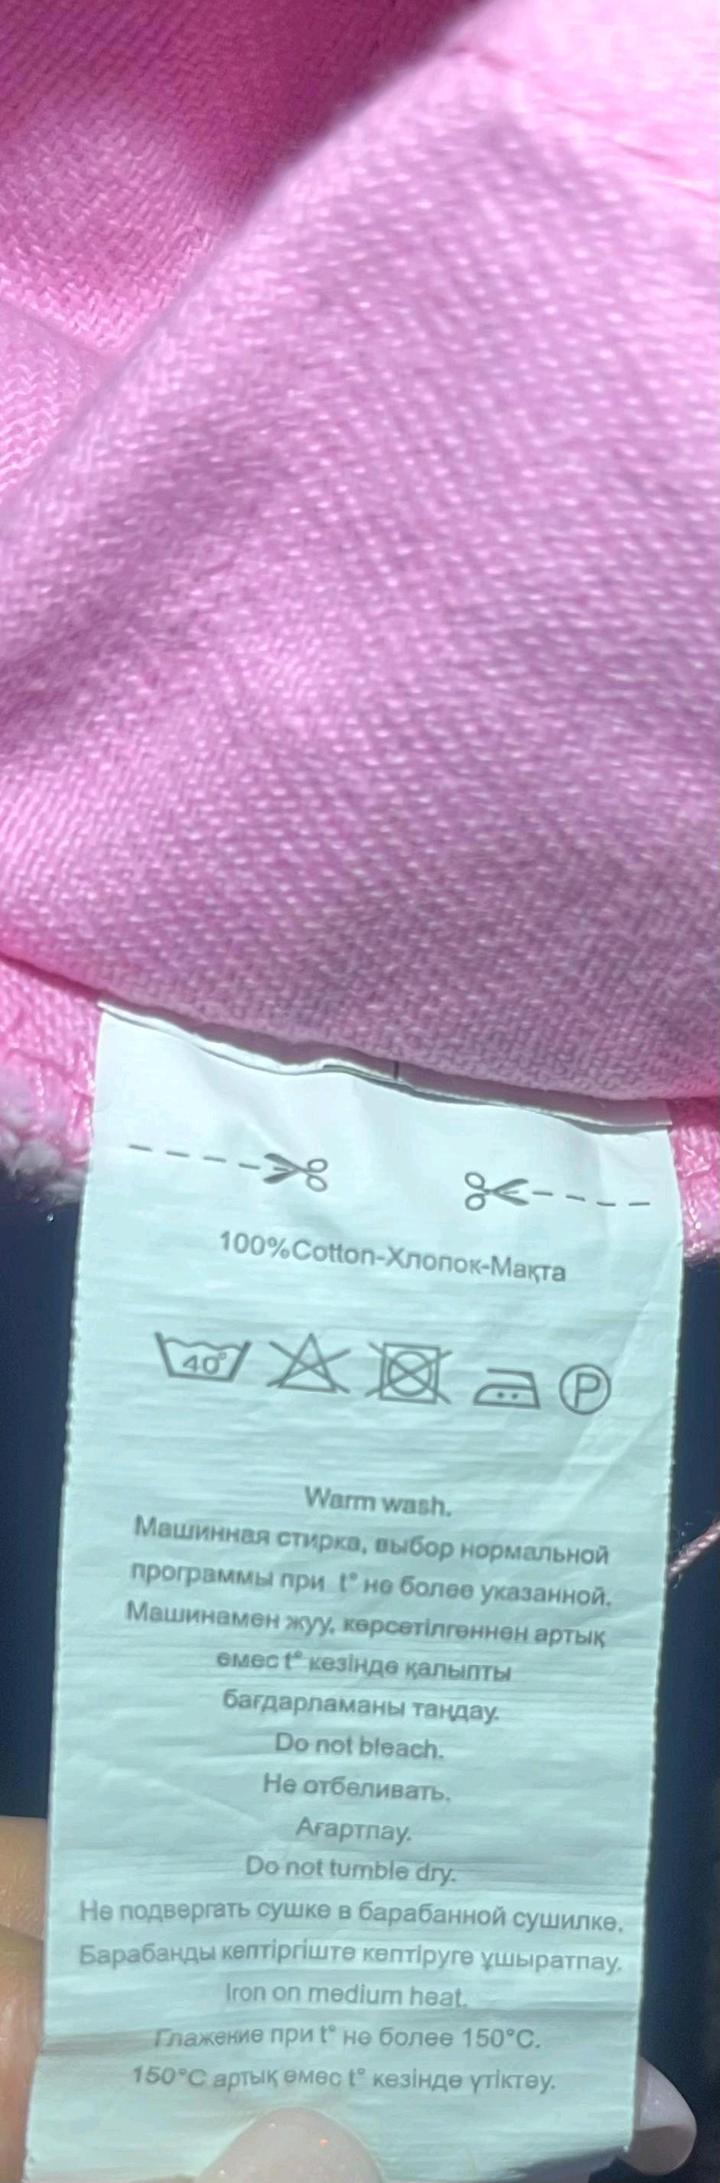 100%Cotton-Хлопок-Мақта
40° P
Warm wash.
Машинная стирка, выбор нормальной
программы при t° не более указанной.
Машинамен жуу, көрсетілгеннен артық
емес t° кезінде қалыпты
бағдарламаны таңдау.
Do not bleach.
Не отбеливать.
Ағартпау.
Do not tumble dry.
Не подвергать сушке в барабанной сушилке.
Барабанды кептіргіште кептіруге ұшыратпау.
Iron on medium heat.
Глажение при t° не более 150°C.
150°C артық емес t° кезінде үтіктеу.